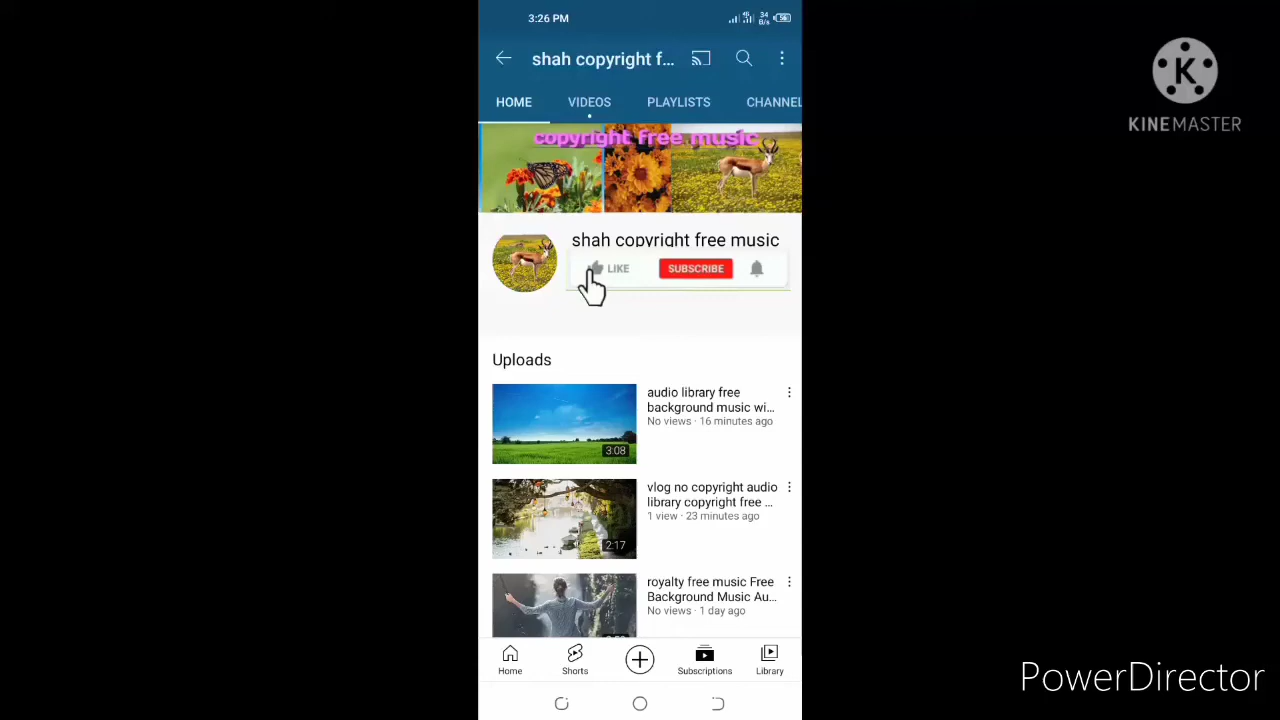 3:26 PM
4G
34
B/s
56
shah copyright f...
HOME
VIDEOS
PLAYLISTS
CHANNEL
copyright free music
shah copyright free music
LIKE
SUBSCRIBE
Uploads
audio library free
background music wi...
No views · 16 minutes ago
3:08
vlog no copyright audio
library copyright free ...
1 view · 23 minutes ago
2:17
royalty free music Free
Background Music Au...
No views · 1 day ago
Home
Shorts
Subscriptions
Library
K
KINEMASTER
PowerDirector